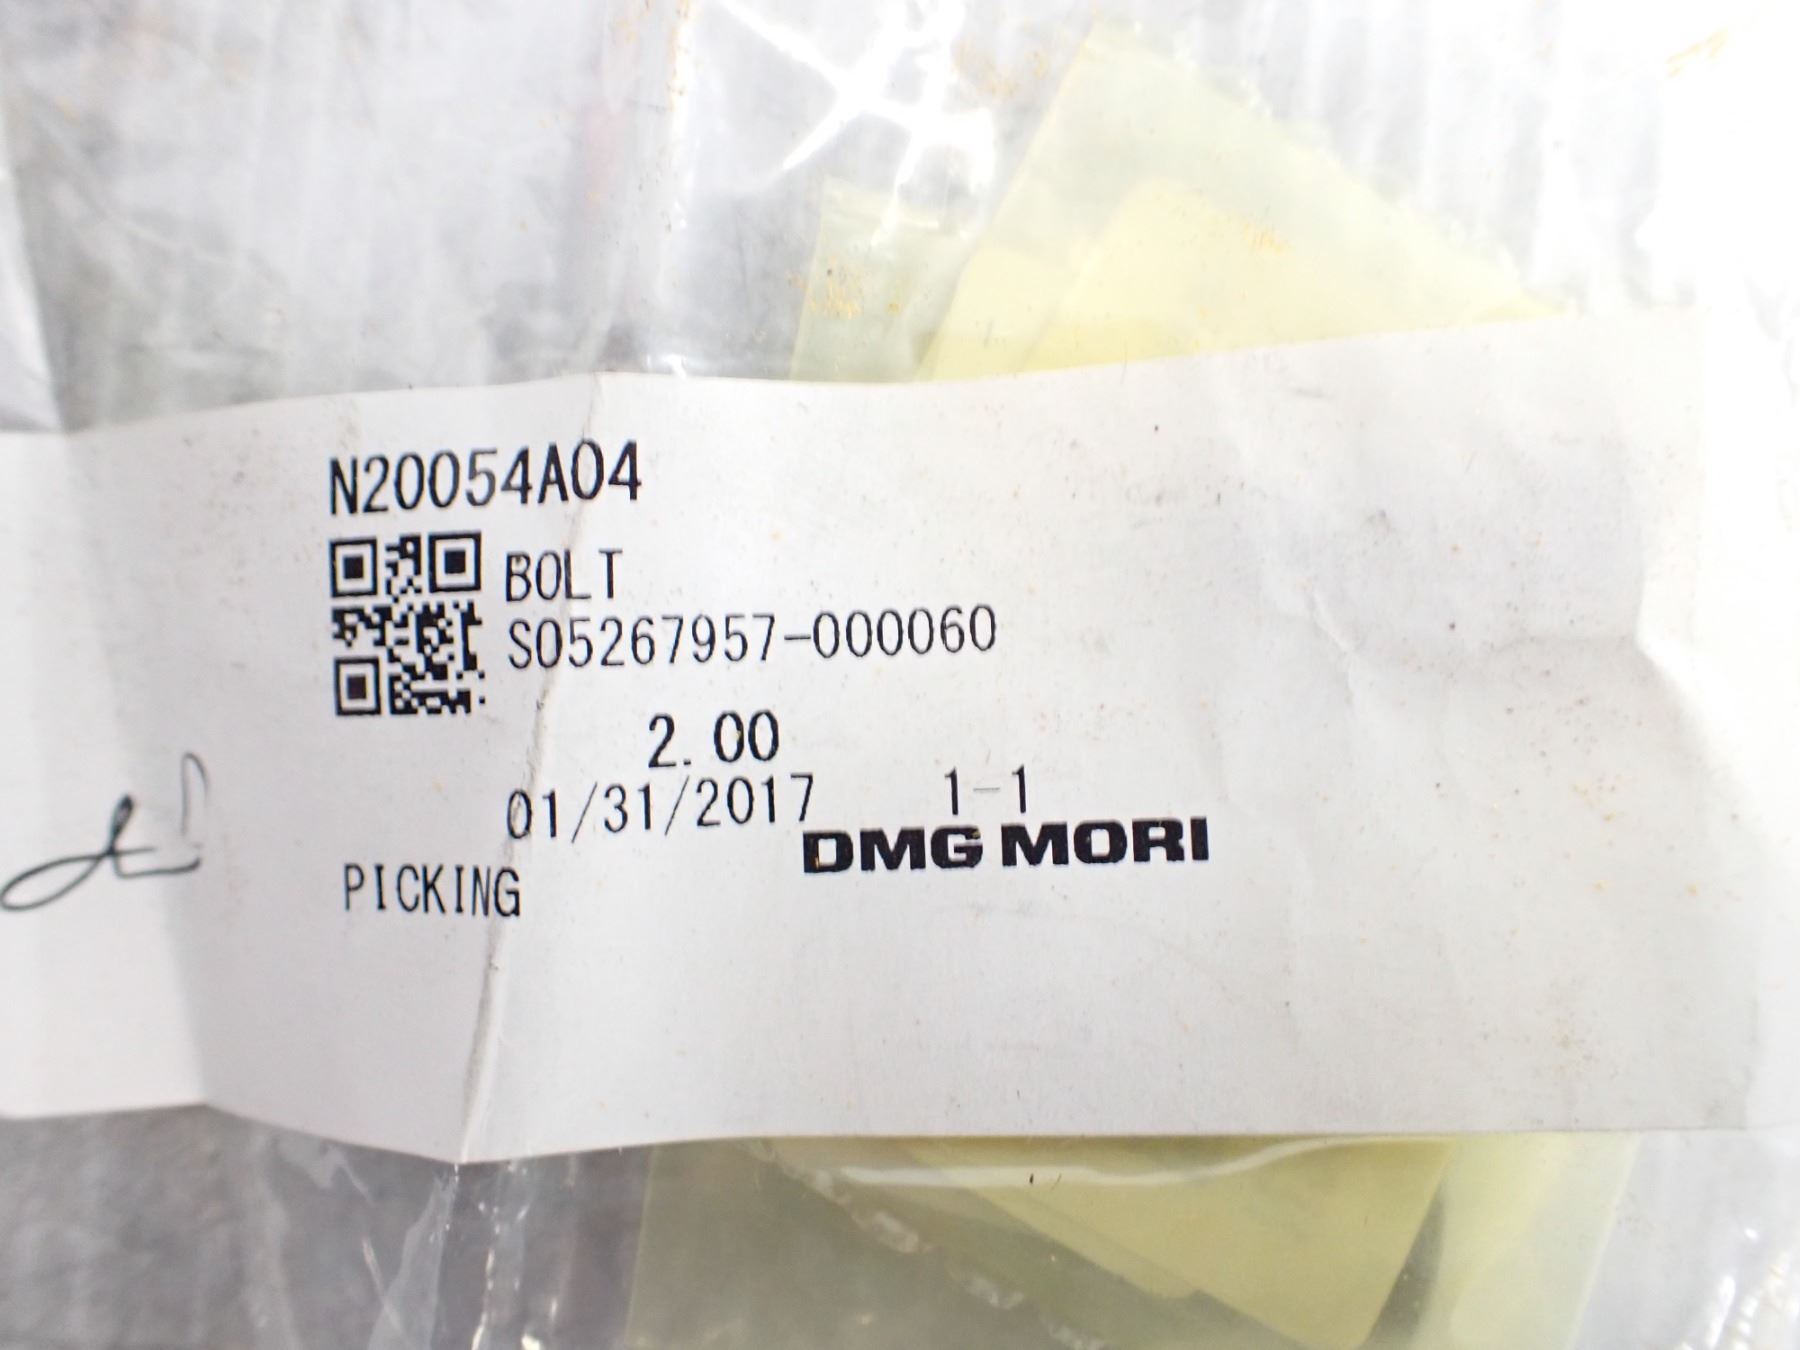 N20054A04
BOLT
S05267957-000060
2.00
01/31/2017 1-1
DMG MORI
PICKING